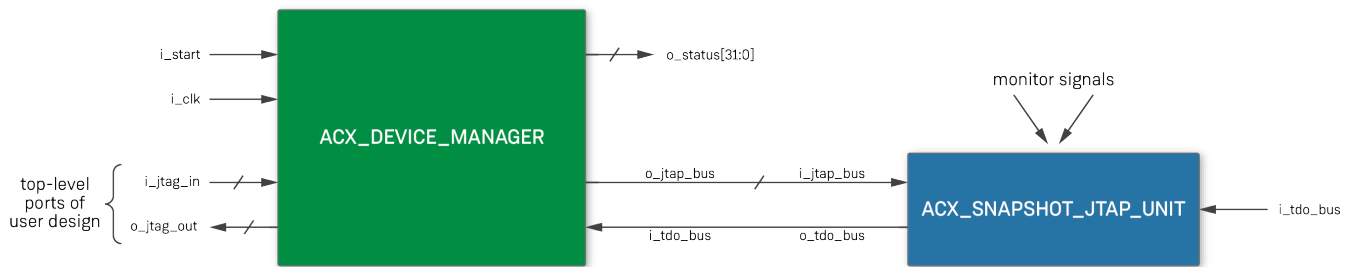 i_start
i_clk
top-level
ports of
user design
i_jtag_in
o_jtag_out
ACX_DEVICE_MANAGER
o_status[31:0]
o_jtap_bus
i_jtap_bus
i_tdo_bus
o_tdo_bus
monitor signals
ACX_SNAPSHOT_JTAP_UNIT
i_tdo_bus